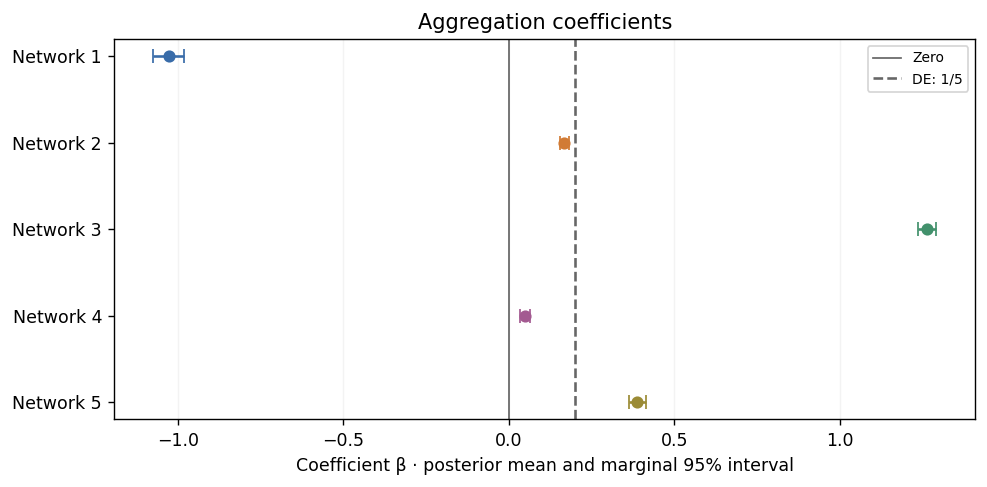 Aggregation coefficients
Network 1
Network 2
Network 3
Network 4
Network 5
Zero
DE: 1/5
−1.0
−0.5
0.0
0.5
1.0
Coefficient β · posterior mean and marginal 95% interval